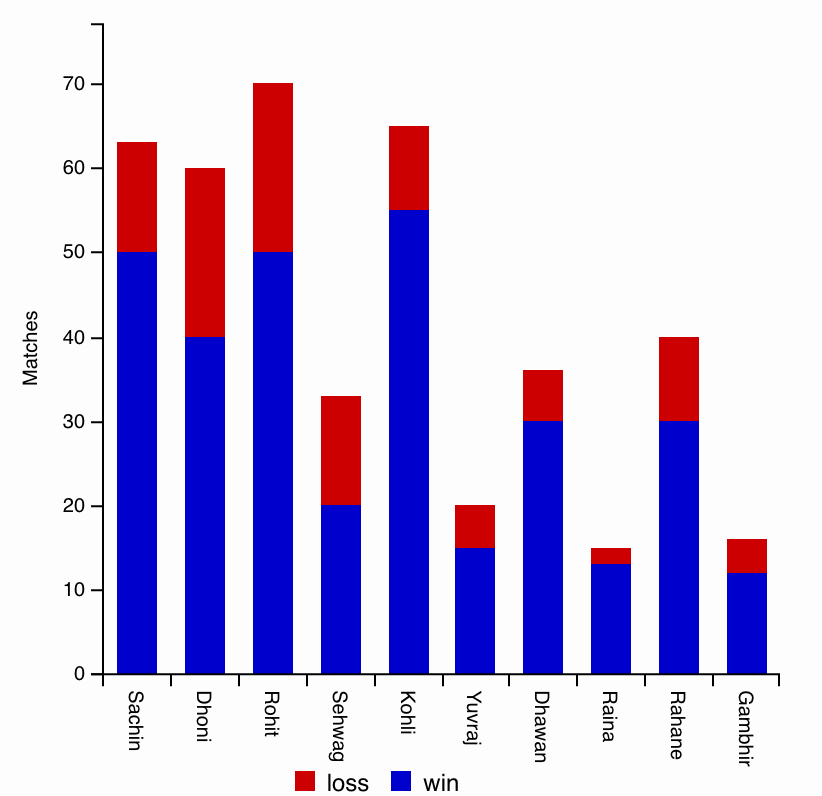 70
60
50
40
30
20
10
0
Matches
Sachin
Dhoni
Rohit
Sehwag
Kohli
Yuvraj
Dhawan
Raina
Rahane
Gambhir
loss win